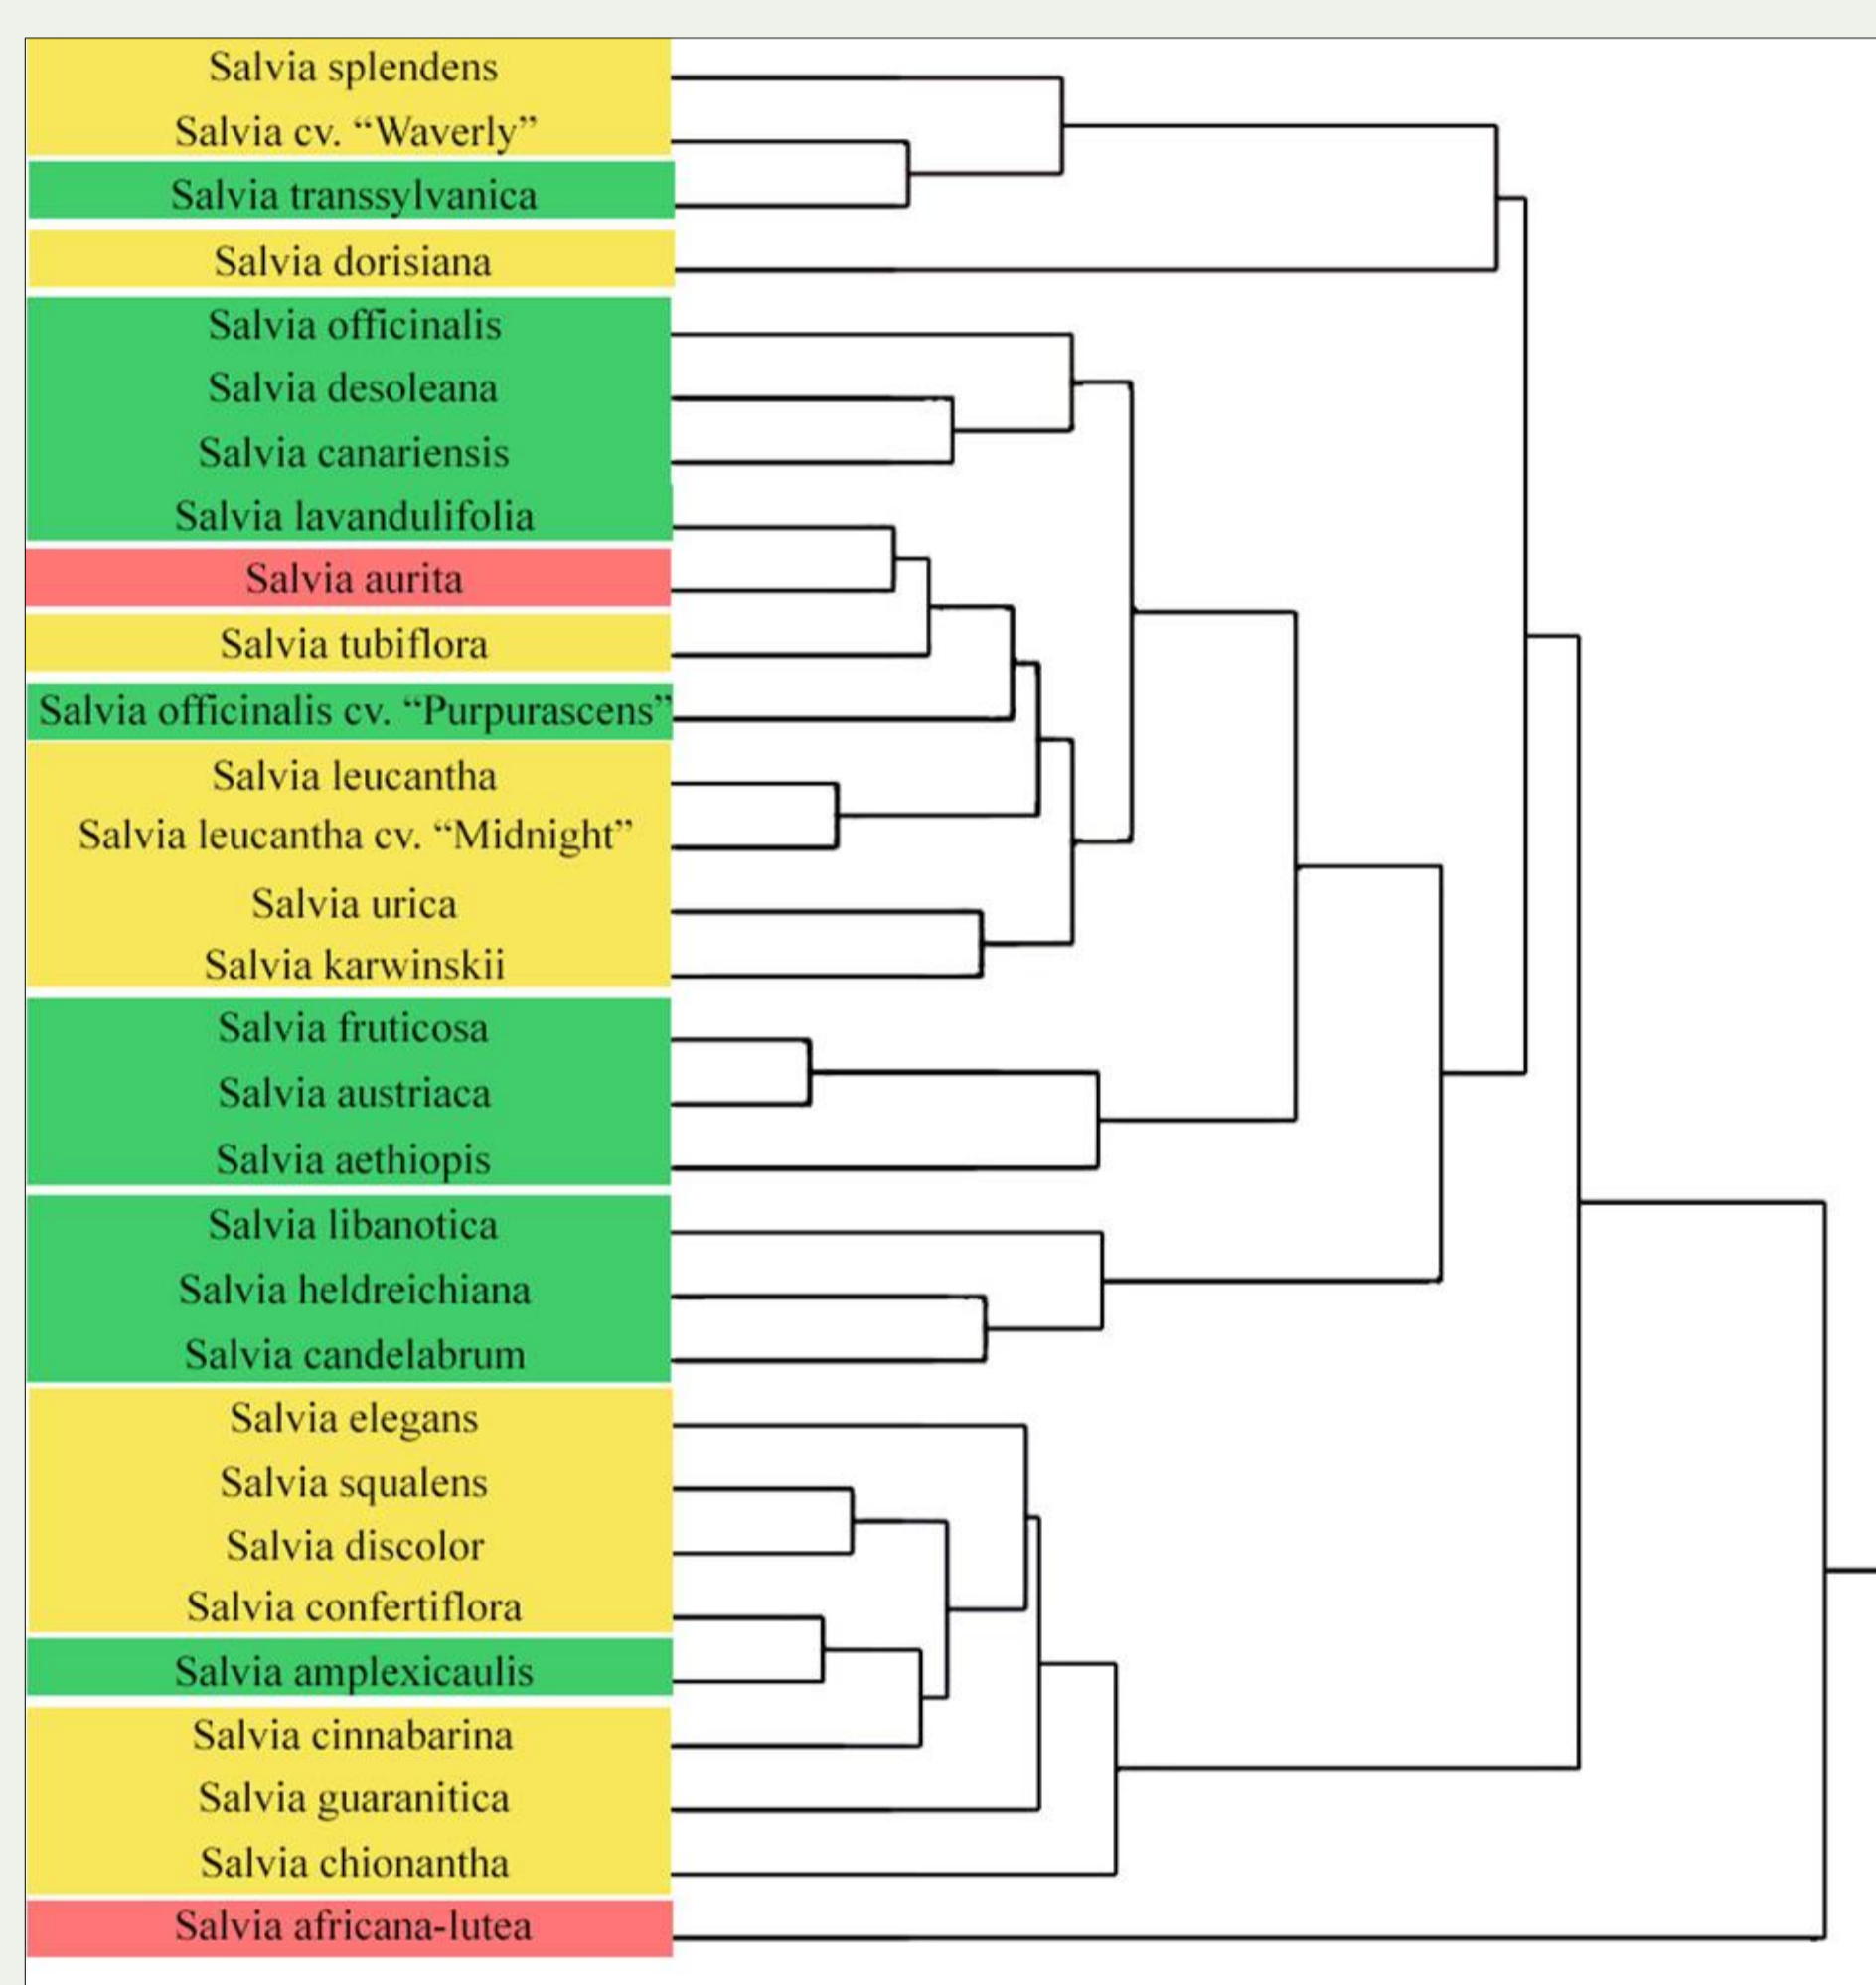 Salvia splendens
Salvia cv. “Waverly”
Salvia transsylvanica
Salvia dorisiana
Salvia officinalis
Salvia desoleana
Salvia canariensis
Salvia lavandulifolia
Salvia aurita
Salvia tubiflora
Salvia officinalis cv. “Purpurascens”
Salvia leucantha
Salvia leucantha cv. “Midnight”
Salvia urica
Salvia karwinskii
Salvia fruticosa
Salvia austriaca
Salvia aethiopis
Salvia libanotica
Salvia heldreichiana
Salvia candelabrum
Salvia elegans
Salvia squalens
Salvia discolor
Salvia confertiflora
Salvia amplexicaulis
Salvia cinnabarina
Salvia guaranitica
Salvia chionantha
Salvia africana-lutea